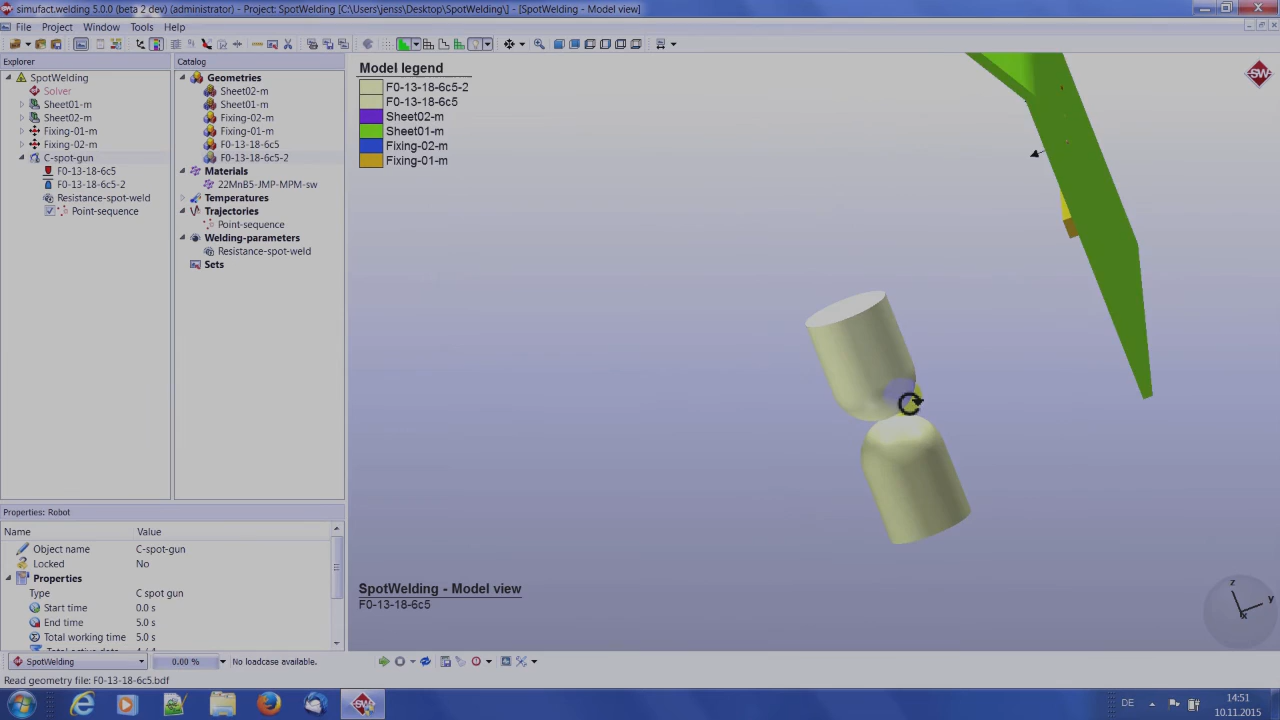 simufact.welding 5.0.0 (beta 2 dev) (administrator) - Project: SpotWelding [C:\Users\jenss\Desktop\SpotWelding\] - [SpotWelding - Model view]
File Project Window Tools Help
Explorer
SpotWelding
Solver
Sheet01-m
Sheet02-m
Fixing-01-m
Fixing-02-m
C-spot-gun
F0-13-18-6c5
F0-13-18-6c5-2
Resistance-spot-weld
Point-sequence
Catalog
Geometries
Sheet02-m
Sheet01-m
Fixing-02-m
Fixing-01-m
F0-13-18-6c5
F0-13-18-6c5-2
Materials
22MnB5-JMP-MPM-sw
Temperatures
Trajectories
Point-sequence
Welding-parameters
Resistance-spot-weld
Sets
Model legend
F0-13-18-6c5-2
F0-13-18-6c5
Sheet02-m
Sheet01-m
Fixing-02-m
Fixing-01-m
Properties: Robot
Name Value
Object name C-spot-gun
Locked No
Properties
Type C spot gun
Start time 0.0 s
End time 5.0 s
Total working time 5.0 s
SpotWelding - Model view
F0-13-18-6c5
z
y
x
SpotWelding 0.00 % No loadcase available.
Read geometry file: F0-13-18-6c5.bdf
DE
14:51
10.11.2015